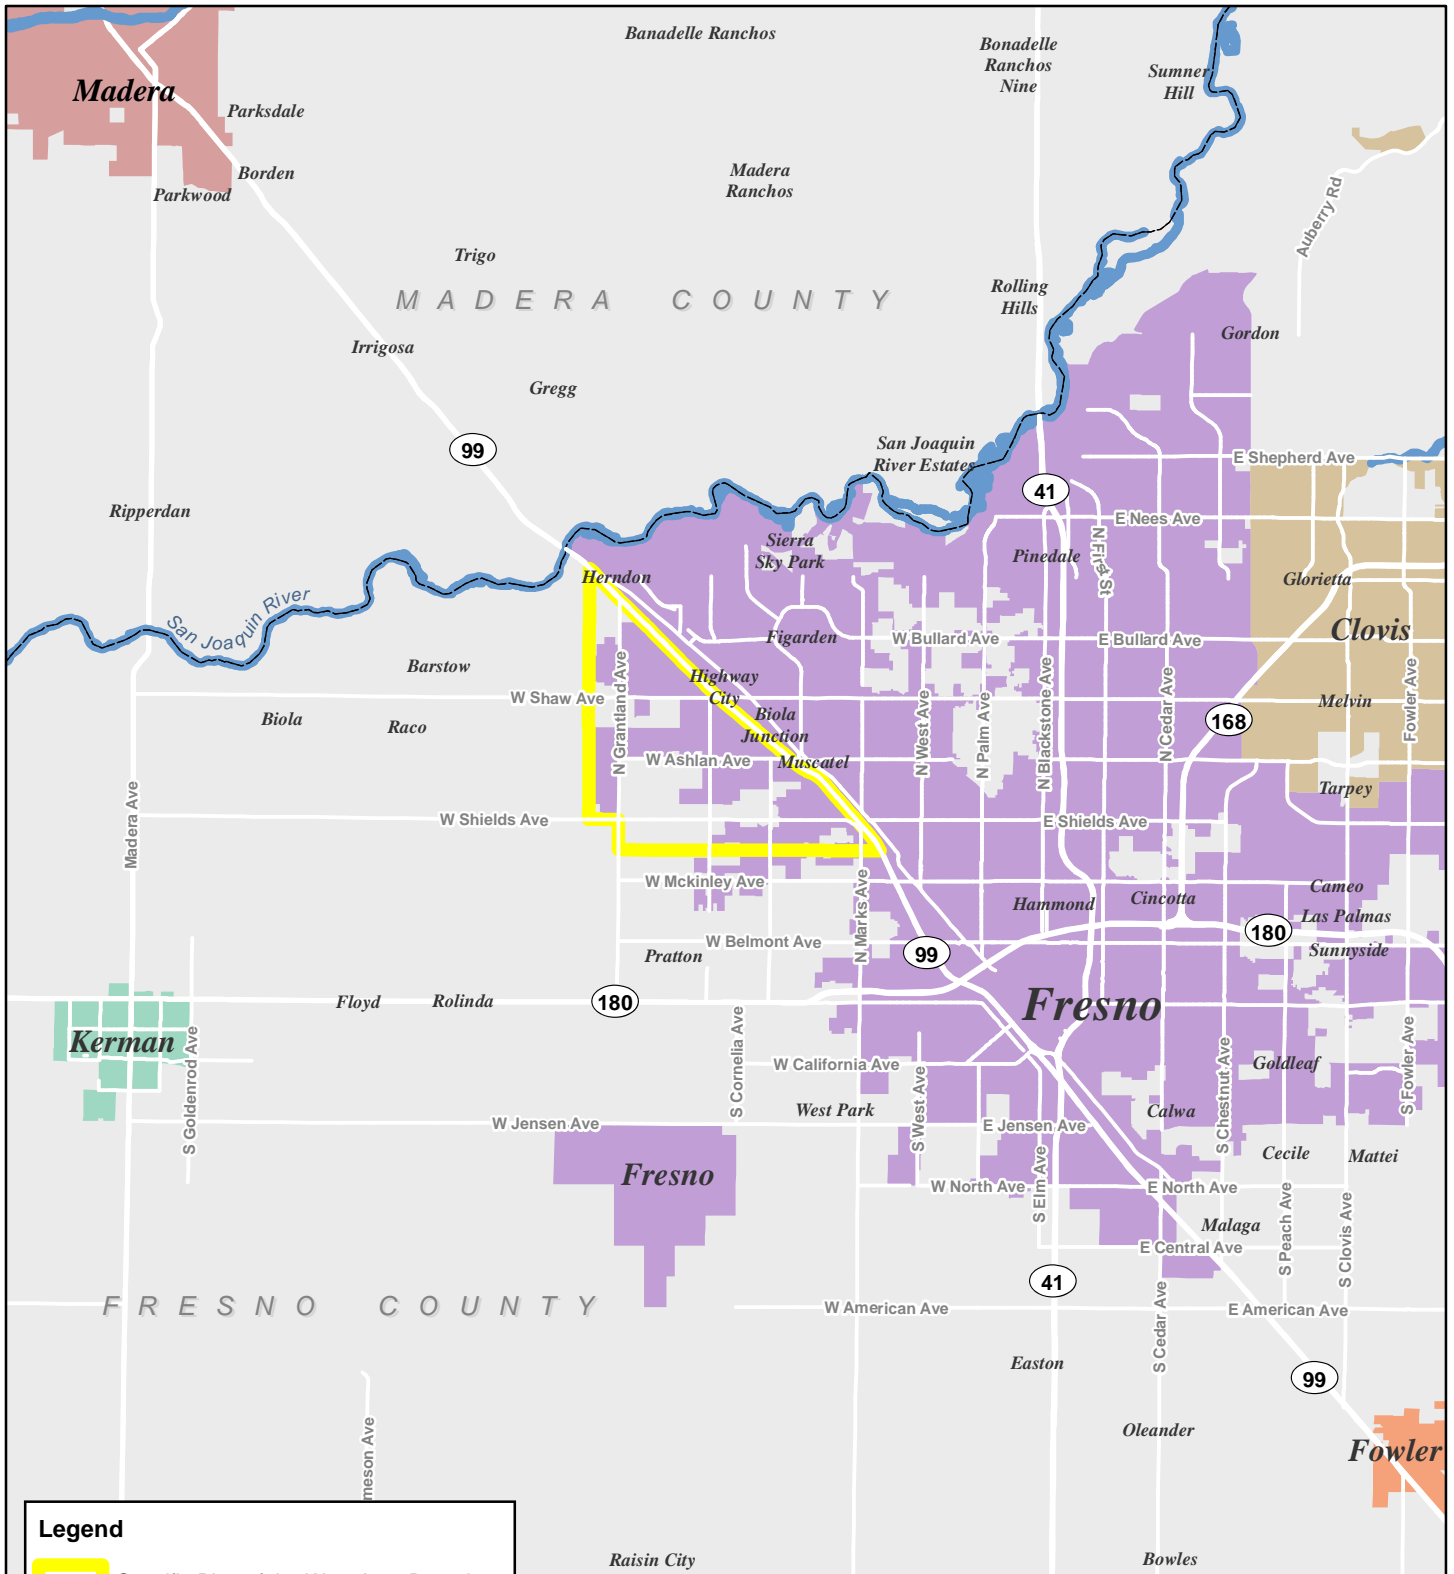 Banadelle Ranchos
Bonadelle
Ranchos
Nine
Sumner
Hill
Madera
Parksdale
Borden
Parkwood
Madera
Ranchos
Auberry Rd
Trigo
MADERA COUNTY
Rolling
Hills
Gordon
Irrigosa
Gregg
99
San Joaquin
River Estates
E Shepherd Ave
41
Ripperdan
E Nees Ave
Sierra
Sky Park
Pinedale
N First St
Herndon
Glorietta
San Joaquin River
Figarden
W Bullard Ave
E Bullard Ave
Clovis
Barstow
Highway
City
N Grantland Ave
W Shaw Ave
Biola
Raco
Biola
Junction
N West Ave
N Palm Ave
N Blackstone Ave
N Cedar Ave
168
Melvin
Fowler Ave
W Ashlan Ave
Muscatel
Tarpey
Madera Ave
W Shields Ave
E Shields Ave
W Mckinley Ave
N Marks Ave
Hammond
Cincotta
Cameo
Las Palmas
180
Sunnyside
W Belmont Ave
Pratton
99
Floyd
Rolinda
180
Fresno
Kerman
S Goldenrod Ave
S Cornelia Ave
W California Ave
S West Ave
S Chestnut Ave
Goldleaf
S Fowler Ave
West Park
Calwa
W Jensen Ave
E Jensen Ave
Cecile
Mattei
Fresno
W North Ave
S Elm Ave
E North Ave
Malaga
S Peach Ave
S Clovis Ave
E Central Ave
41
FRESNO COUNTY
W American Ave
S Cedar Ave
E American Ave
Easton
99
Oleander
Fowler
meson Ave
Legend
Raisin City
Bowles